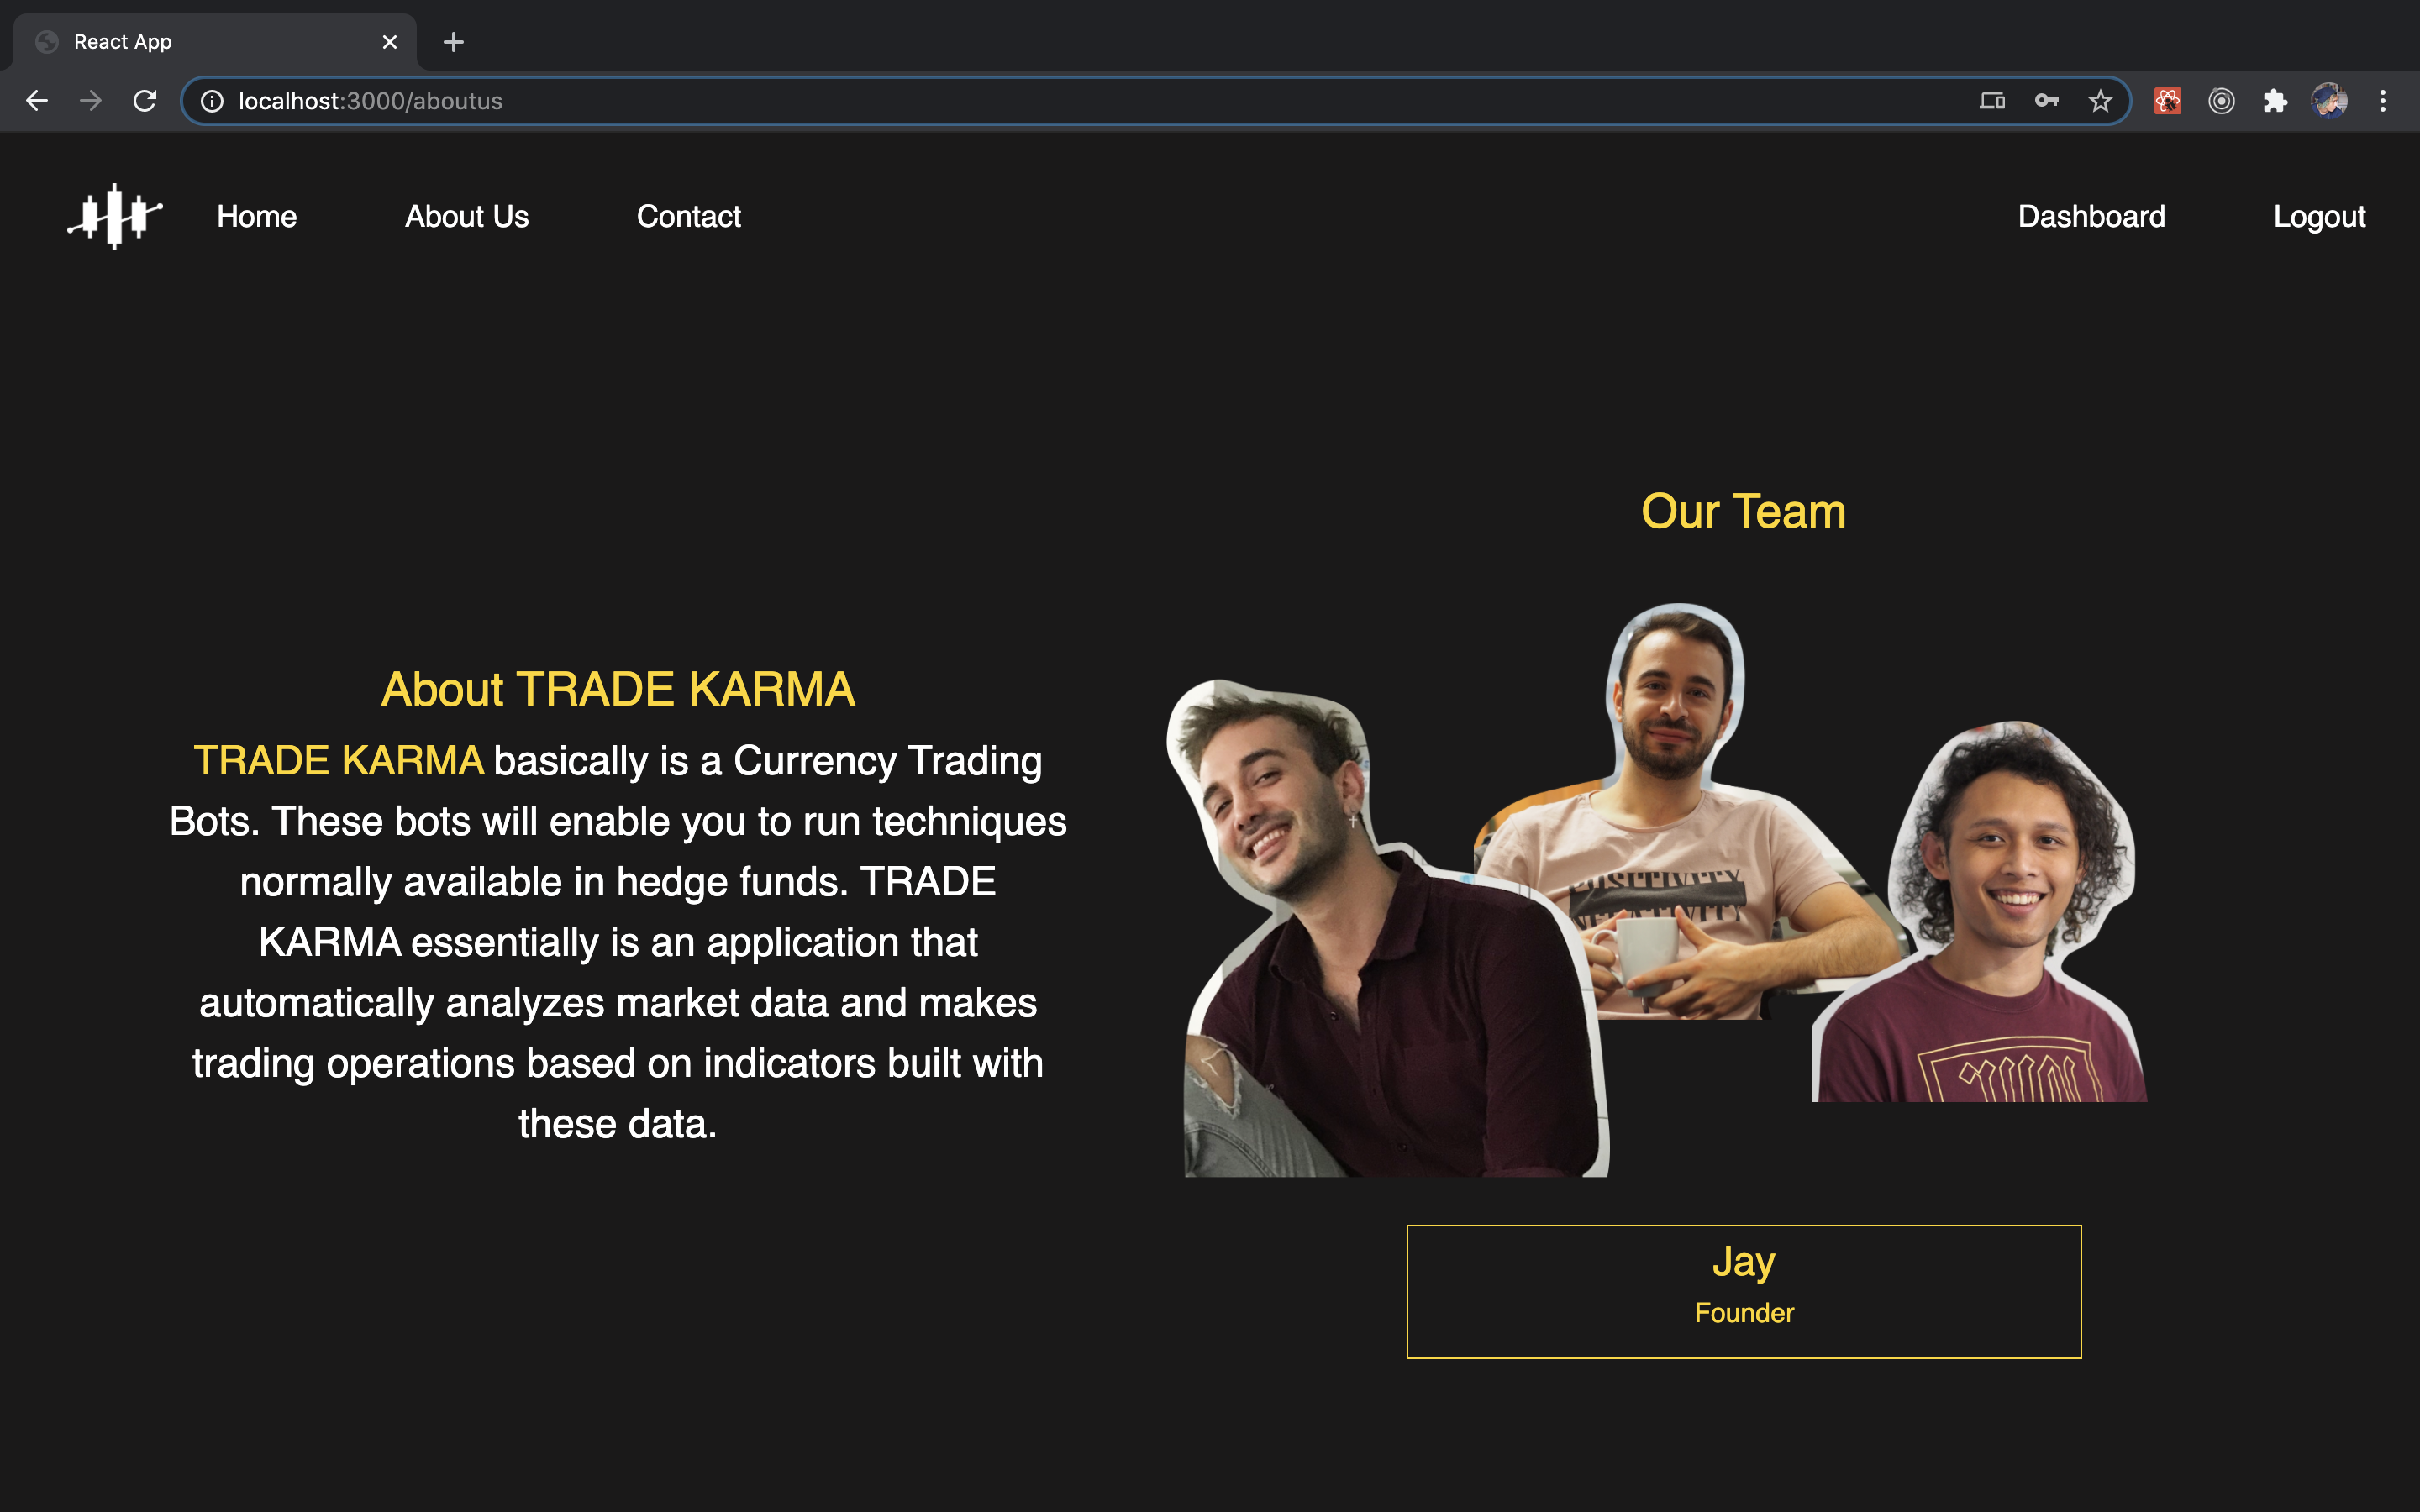 React App
localhost:3000/aboutus
Home About Us Contact Dashboard Logout
Our Team
About TRADE KARMA
TRADE KARMA basically is a Currency Trading
Bots. These bots will enable you to run techniques
normally available in hedge funds. TRADE
KARMA essentially is an application that
automatically analyzes market data and makes
trading operations based on indicators built with
these data.
Jay
Founder